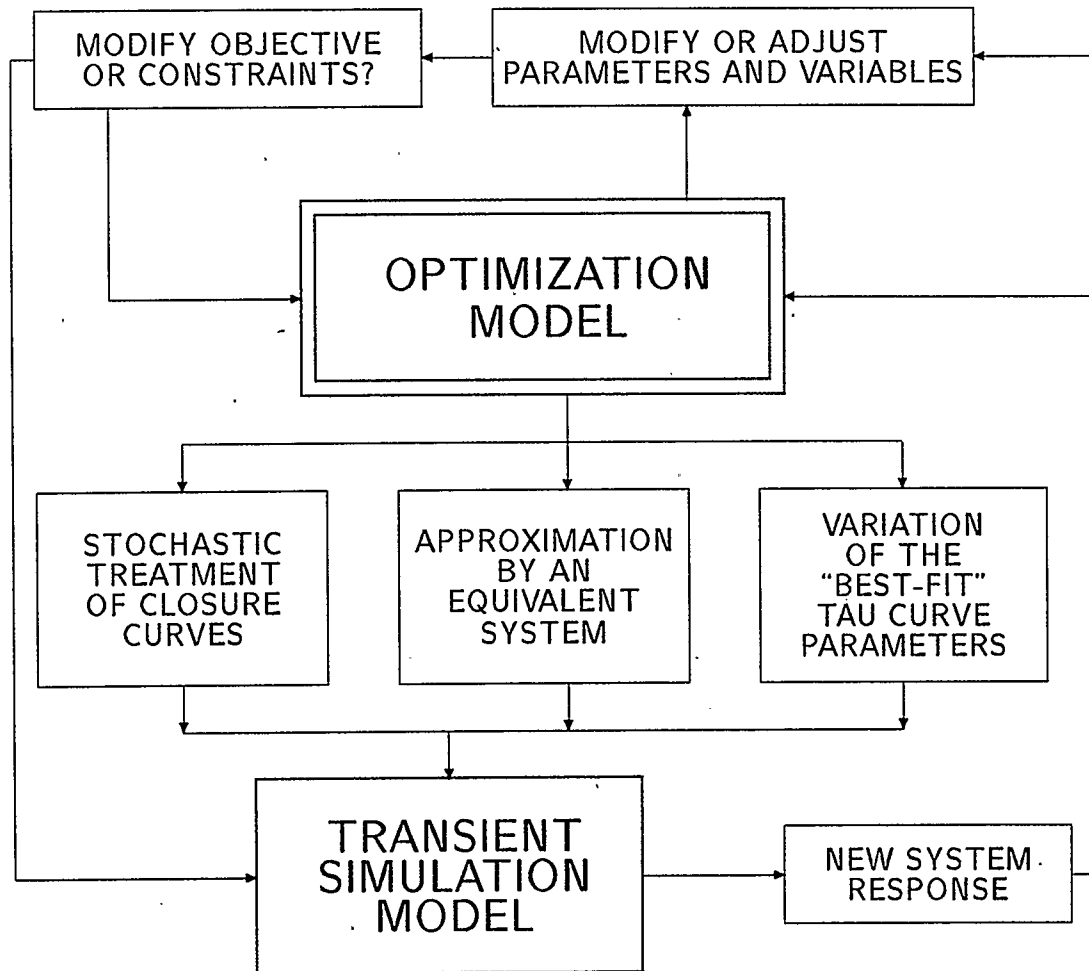 MODIFY OBJECTIVE
OR CONSTRAINTS?
MODIFY OR ADJUST
PARAMETERS AND VARIABLES
OPTIMIZATION
MODEL
STOCHASTIC
TREATMENT
OF CLOSURE
CURVES
APPROXIMATION
BY AN
EQUIVALENT
SYSTEM
VARIATION
OF THE
“BEST-FIT”
TAU CURVE
PARAMETERS
TRANSIENT
SIMULATION
MODEL
NEW SYSTEM
RESPONSE